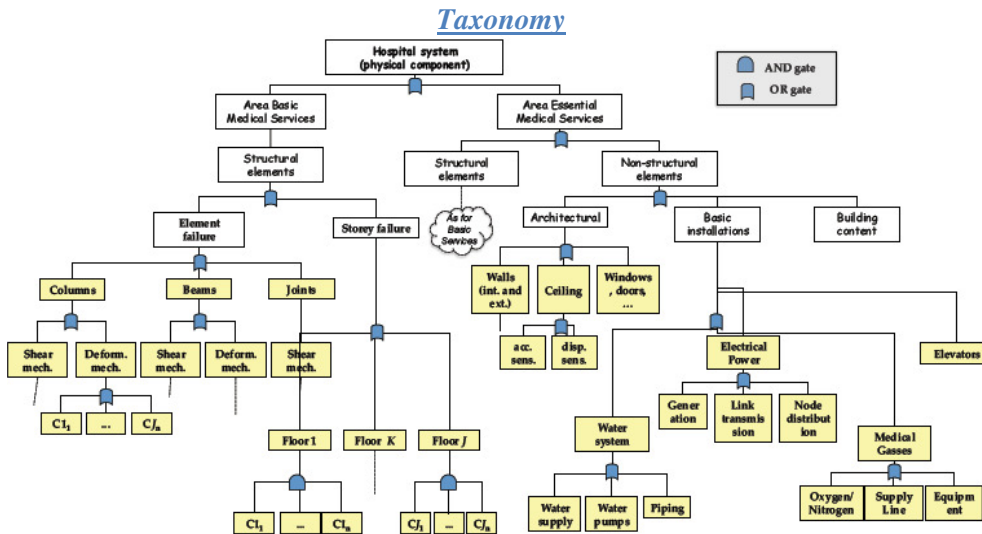 Taxonomy
Hospital system
(physical component)
AND gate
OR gate
Area Basic
Medical Services
Area Essential
Medical Services
Structural
elements
Structural
elements
Non-structural
elements
Element
failure
Storey failure
As for
Basic
Services
Architectural
Basic
installations
Building
content
Columns
Beams
Joints
Walls
(int. and
ext.)
Ceiling
Windows
, doors,
...
Shear
mech.
Deform.
mech.
Shear
mech.
Deform.
mech.
Shear
mech.
acc.
sens.
disp.
sens.
Electrical
Power
Elevators
C1₁
...
CJₙ
Gener
ation
Link
transmis
sion
Node
distribut
ion
Floor 1
Floor K
Floor J
Water
system
Medical
Gasses
C1₁
...
C1ₙ
CJ₁
...
CJₙ
Water
supply
Water
pumps
Piping
Oxygen/
Nitrogen
Supply
Line
Equipm
ent